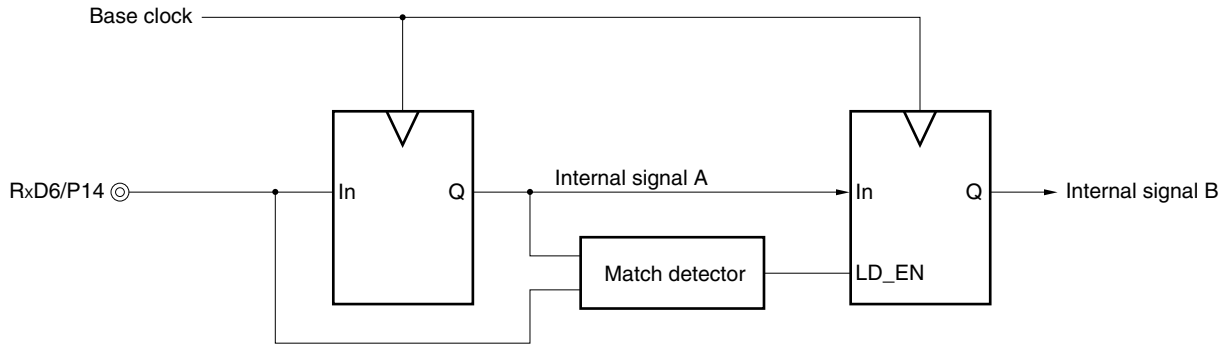 Base clock
RxD6/P14
In
Q
Internal signal A
In
Q
Internal signal B
Match detector
LD_EN